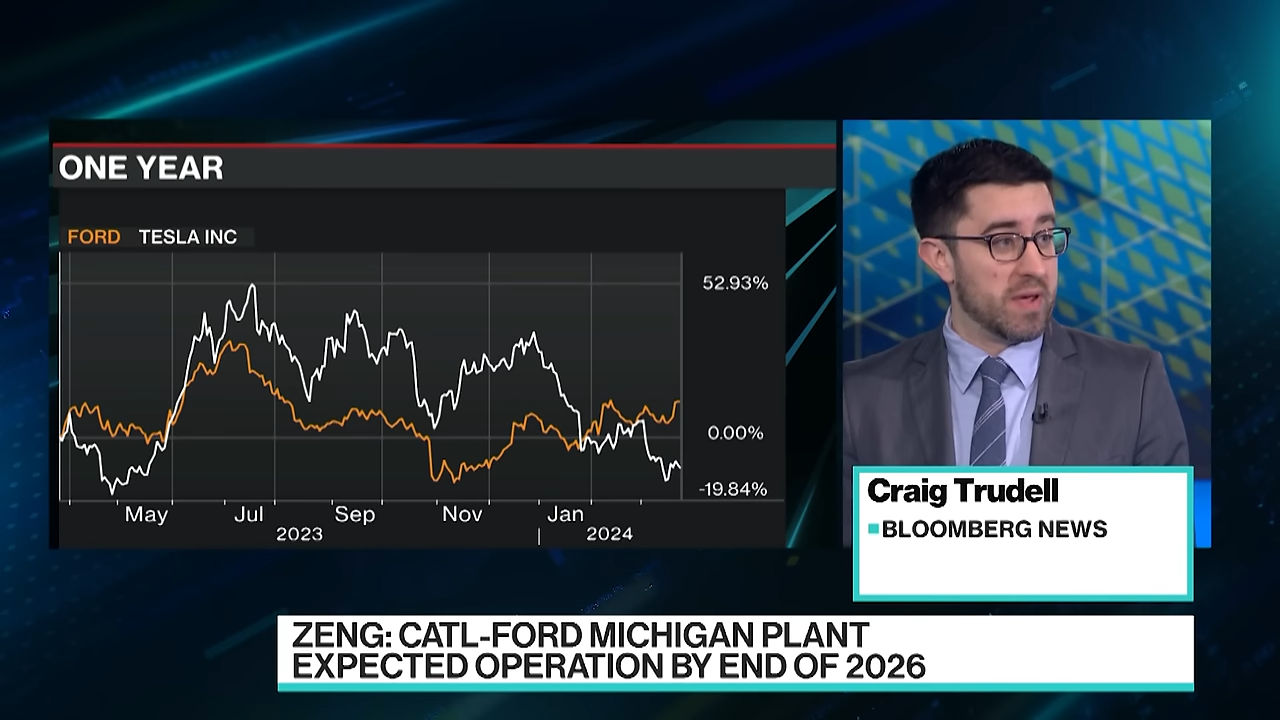 ONE YEAR
FORD TESLA INC
52.93%
0.00%
-19.84%
May Jul Sep Nov Jan
2023 2024
Craig Trudell
BLOOMBERG NEWS
ZENG: CATL-FORD MICHIGAN PLANT
EXPECTED OPERATION BY END OF 2026